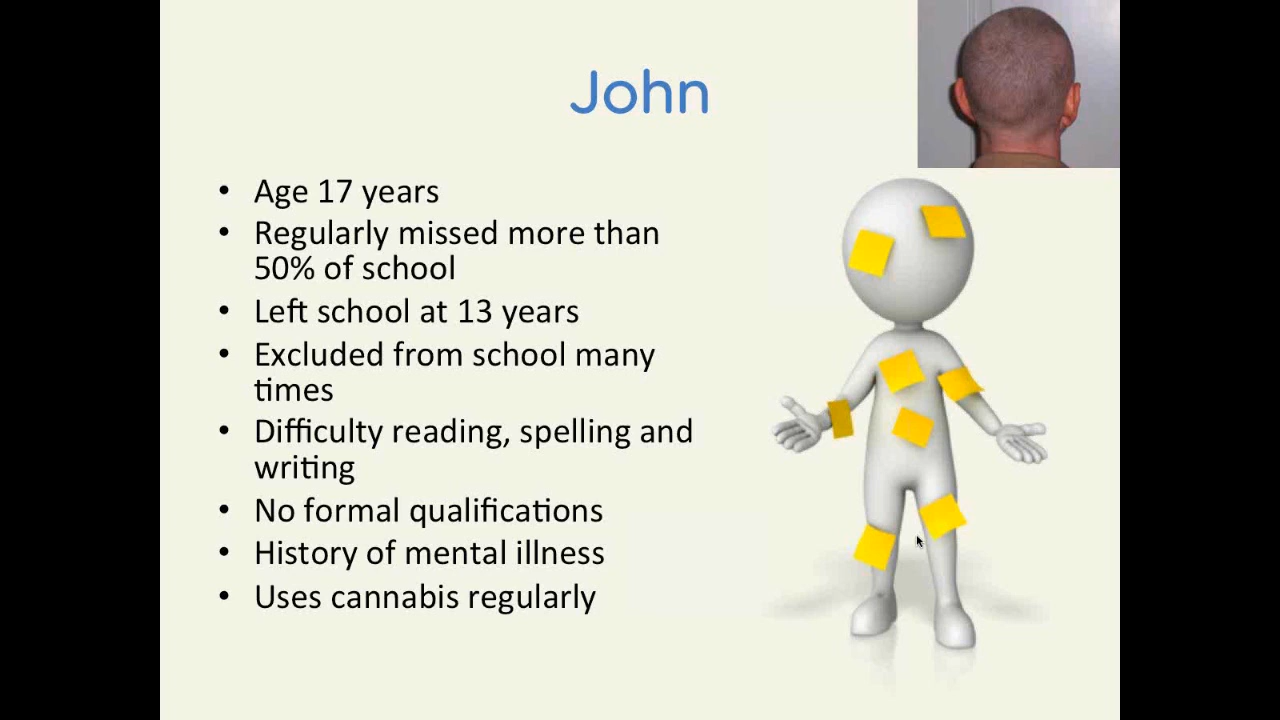 John
• Age 17 years
• Regularly missed more than
50% of school
• Left school at 13 years
• Excluded from school many
times
• Difficulty reading, spelling and
writing
• No formal qualifications
• History of mental illness
• Uses cannabis regularly